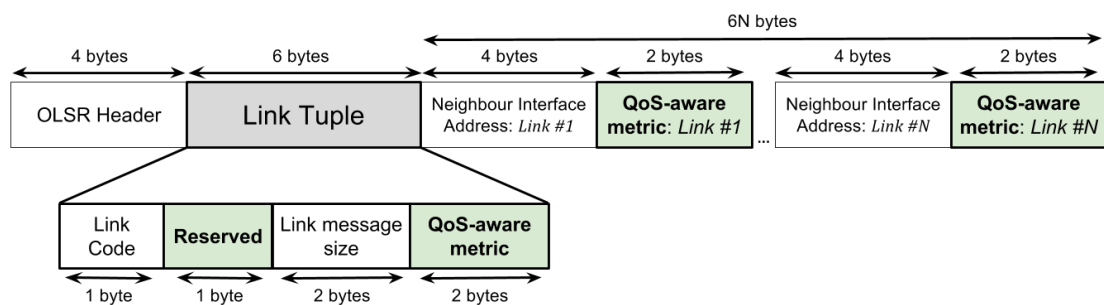 6N bytes
4 bytes
6 bytes
4 bytes
2 bytes
4 bytes
2 bytes
OLSR Header
Link Tuple
Neighbour Interface
Address: Link #1
QoS-aware
metric: Link #1
...
Neighbour Interface
Address: Link #N
QoS-aware
metric: Link #N
Link
Code
Reserved
Link message
size
QoS-aware
metric
1 byte
1 byte
2 bytes
2 bytes